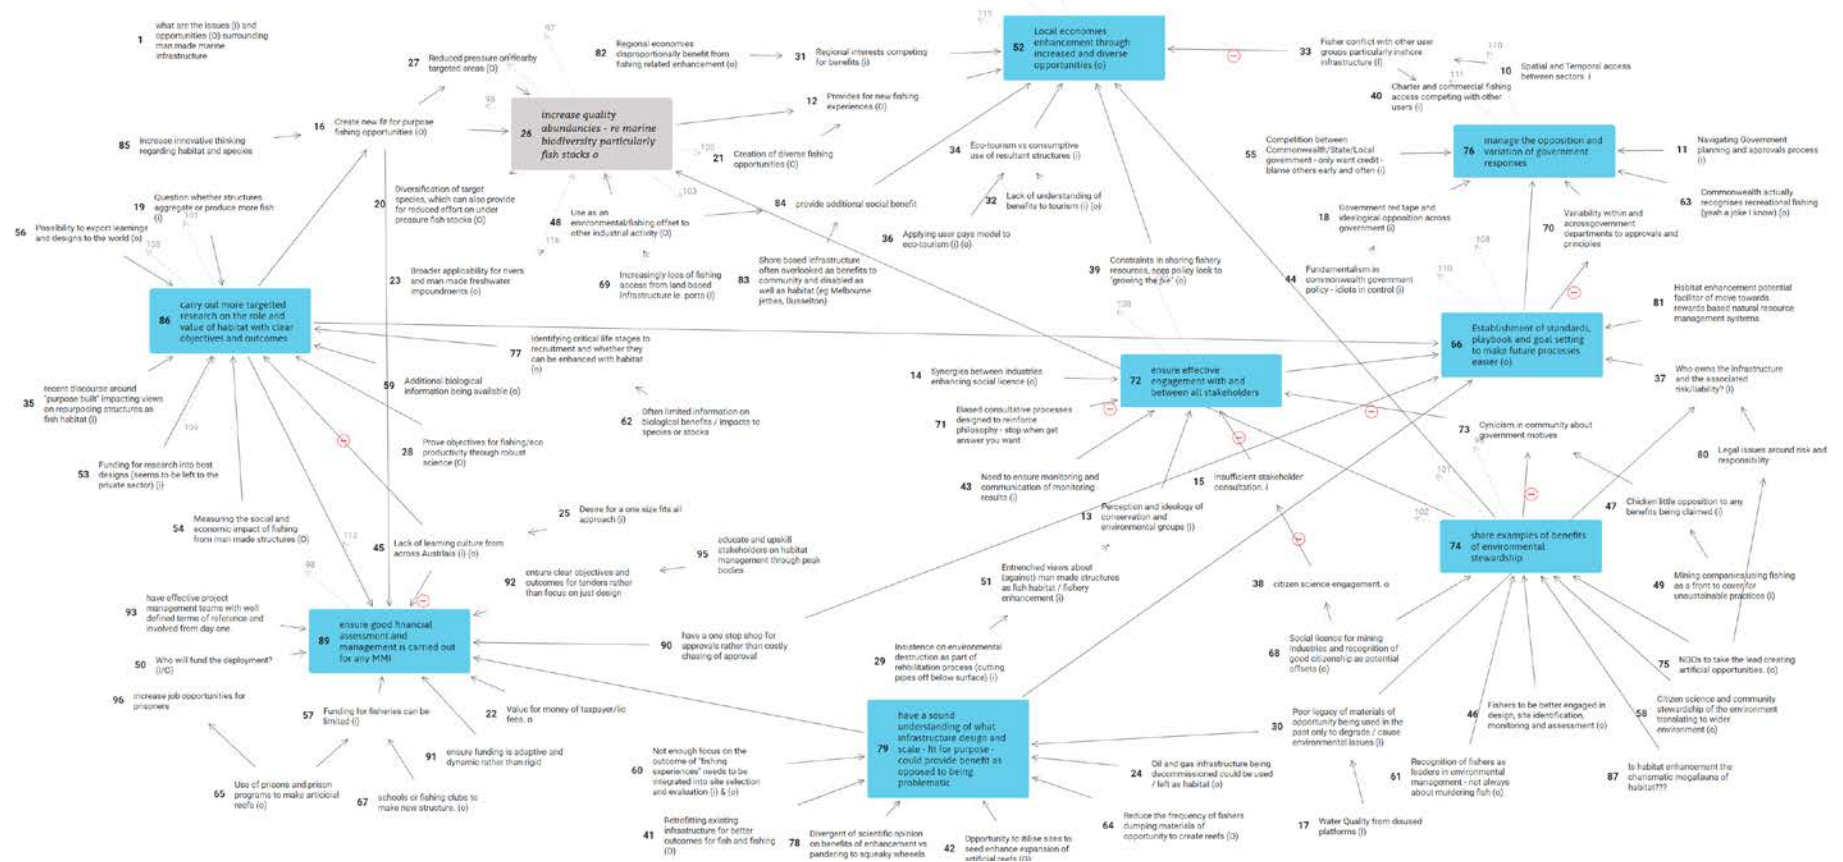 1
what are the issues (i) and
opportunities (O) surrounding
man made marine
infrastructure
27
Reduced pressure on nearby
targeted areas (O)
97
82
Regional economies
disproportionally benefit from
fishing related enhancement (o)
31
Regional interests competing
for benefits (i)
52
Local economies
enhancement through
increased and diverse
opportunities (o)
33
Fisher conflict with other user
groups particularly inshore
infrastructure (i)
110
10
Spatial and Temporal access
between sectors. i
40
Charter and commercial fishing
access competing with other
users (i)
16
Create new fit for purpose
fishing opportunities (O)
98
26
increase quality
abundancies - re marine
biodiversity particularly
fish stocks o
12
Provides for new fishing
experiences (O)
21
Creation of diverse fishing
opportunities (O)
85
increase innovative thinking
regarding habitat and species
34
Eco-tourism vs consumptive
use of resultant structures (i)
55
Competition between
Commonwealth/State/Local
government - only want credit -
blame others early and often (i)
76
manage the opposition and
variation of government
responses
11
Navigating Government
planning and approvals process
(i)
19
Question whether structures
aggregate or produce more fish
(i)
20
Diversification of target
species, which can also provide
for reduced effort on under
pressure fish stocks (O)
103
48
Use as an
environmental/fishing offset to
other industrial activity (O)
84
provide additional social benefit
32
Lack of understanding of
benefits to tourism (i) (o)
18
Government red tape and
ideological opposition across
government (i)
70
Variability within and
across government
departments to approvals and
principles
63
Commonwealth actually
recognises recreational fishing
(yeah a joke I know) (o)
56
Possibility to export learnings
and designs to the world (o)
36
Applying user pays model to
eco-tourism (i) (o)
23
Broader applicability for rivers
and man made freshwater
impoundments (o)
69
Increasingly loss of fishing
access from land based
infrastructure ie. ports (i)
83
Shore based infrastructure
often overlooked as benefits to
community and disabled as
well as habitat (eg Melbourne
jetties, Busselton)
39
Constraints in sharing fishery
resources, sees policy look to
"growing the pie" (o)
44
Fundamentalism in
commonwealth government
policy - idiots in control (i)
81
Habitat enhancement potential
facilitor of move towards
rewards based natural resource
management systems
86
carry out more targetted
research on the role and
value of habitat with clear
objectives and outcomes
66
Establishment of standards,
playbook and goal setting
to make future processes
easier (o)
77
Identifying critical life stages to
recruitment and whether they
can be enhanced with habitat
(o)
14
Synergies between industries
enhancing social licence (o)
72
ensure effective
engagement with and
between all stakeholders
37
Who owns the infrastructure
and the associated
risk/liability? (i)
59
Additional biological
information being available (o)
35
recent discourse around
"purpose built" impacting views
on repurposing structures as
fish habitat (i)
62
Often limited information on
biological benefits / impacts to
species or stocks
71
Biased consultative processes
designed to reinforce
philosophy - stop when get
answer you want
73
Cynicism in community about
government motives
28
Prove objectives for fishing/eco
productivity through robust
science (O)
80
Legal issues around risk and
responsibility
53
Funding for research into best
designs (seems to be left to the
private sector) (i)
43
Need to ensure monitoring and
communication of monitoring
results (i)
15
insufficient stakeholder
consultation. i
47
Chicken little opposition to any
benefits being claimed (i)
13
Perception and ideology of
conservation and
environmental groups (i)
54
Measuring the social and
economic impact of fishing
from man made structures (O)
25
Desire for a one size fits all
approach (i)
45
Lack of learning culture from
across Austrlais (i) (o)
95
educate and upskill
stakeholders on habitat
management through peak
bodies
102
74
share examples of benefits
of environmental
stewardship
92
ensure clear objectives and
outcomes for tenders rather
than focus on just design
51
Entrenched views about
(against) man made structures
as fish habitat / fishery
enhancement (i)
38
citizen science engagement. o
49
Mining companies using fishing
as a front to cover for
unsustainable practices (i)
93
have effective project
management teams with well
defined terms of reference and
involved from day one
89
ensure good financial
assessment and
management is carried out
for any MMI
90
have a one stop shop for
approvals rather than costly
chasing of approval
68
Social licence for mining
industries and recognition of
good citizenship as potential
offsets (o)
50
Who will fund the deployment?
(I/O)
29
Insistence on environmental
destruction as part of
rehbilitation process (cutting
pipes off below surface) (i)
75
NGOs to take the lead creating
artificial opportunities. (o)
96
increase job opportunities for
prisoners
57
Funding for fisheries can be
limited (i)
22
Value for money of taxpayer/lic
fees. o
79
have a sound
understanding of what
infrastructure design and
scale - fit for purpose -
could provide benefit as
opposed to being
problematic
30
Poor legacy of materials of
opportunity being used in the
past only to degrade / cause
environmental issues (i)
46
Fishers to be better engaged in
design, site identification,
monitoring and assessment (o)
58
Citizen science and community
stewardship of the environment
translating to wider
environment (o)
91
ensure funding is adaptive and
dynamic rather than rigid
60
Not enough focus on the
outcome of "fishing
experiences" needs to be
integrated into site selection
and evaluation (i) & (o)
24
Oil and gas infrastructure being
decommissioned could be used
/ left as habitat (o)
61
Recognition of fishers as
leaders in environmental
management - not always
about murdering fish (o)
87
Is habitat enhancement the
charismatic megafauna of
habitat???
65
Use of prisons and prison
programs to make articicial
reefs (o)
67
schools or fishing clubs to
make new structure. (o)
41
Retrofitting existing
infrastructure for better
outcomes for fish and fishing
(O)
78
Divergent of scientific opinion
on benefits of enhancement vs
pandering to squeaky wheesels
42
Opportunity to itilise sites to
seed enhance expansion of
artificial reefs (O)
64
Reduce the frequency of fishers
dumping materials of
opportunity to create reefs (O)
17
Water Quality from disused
platforms (i)